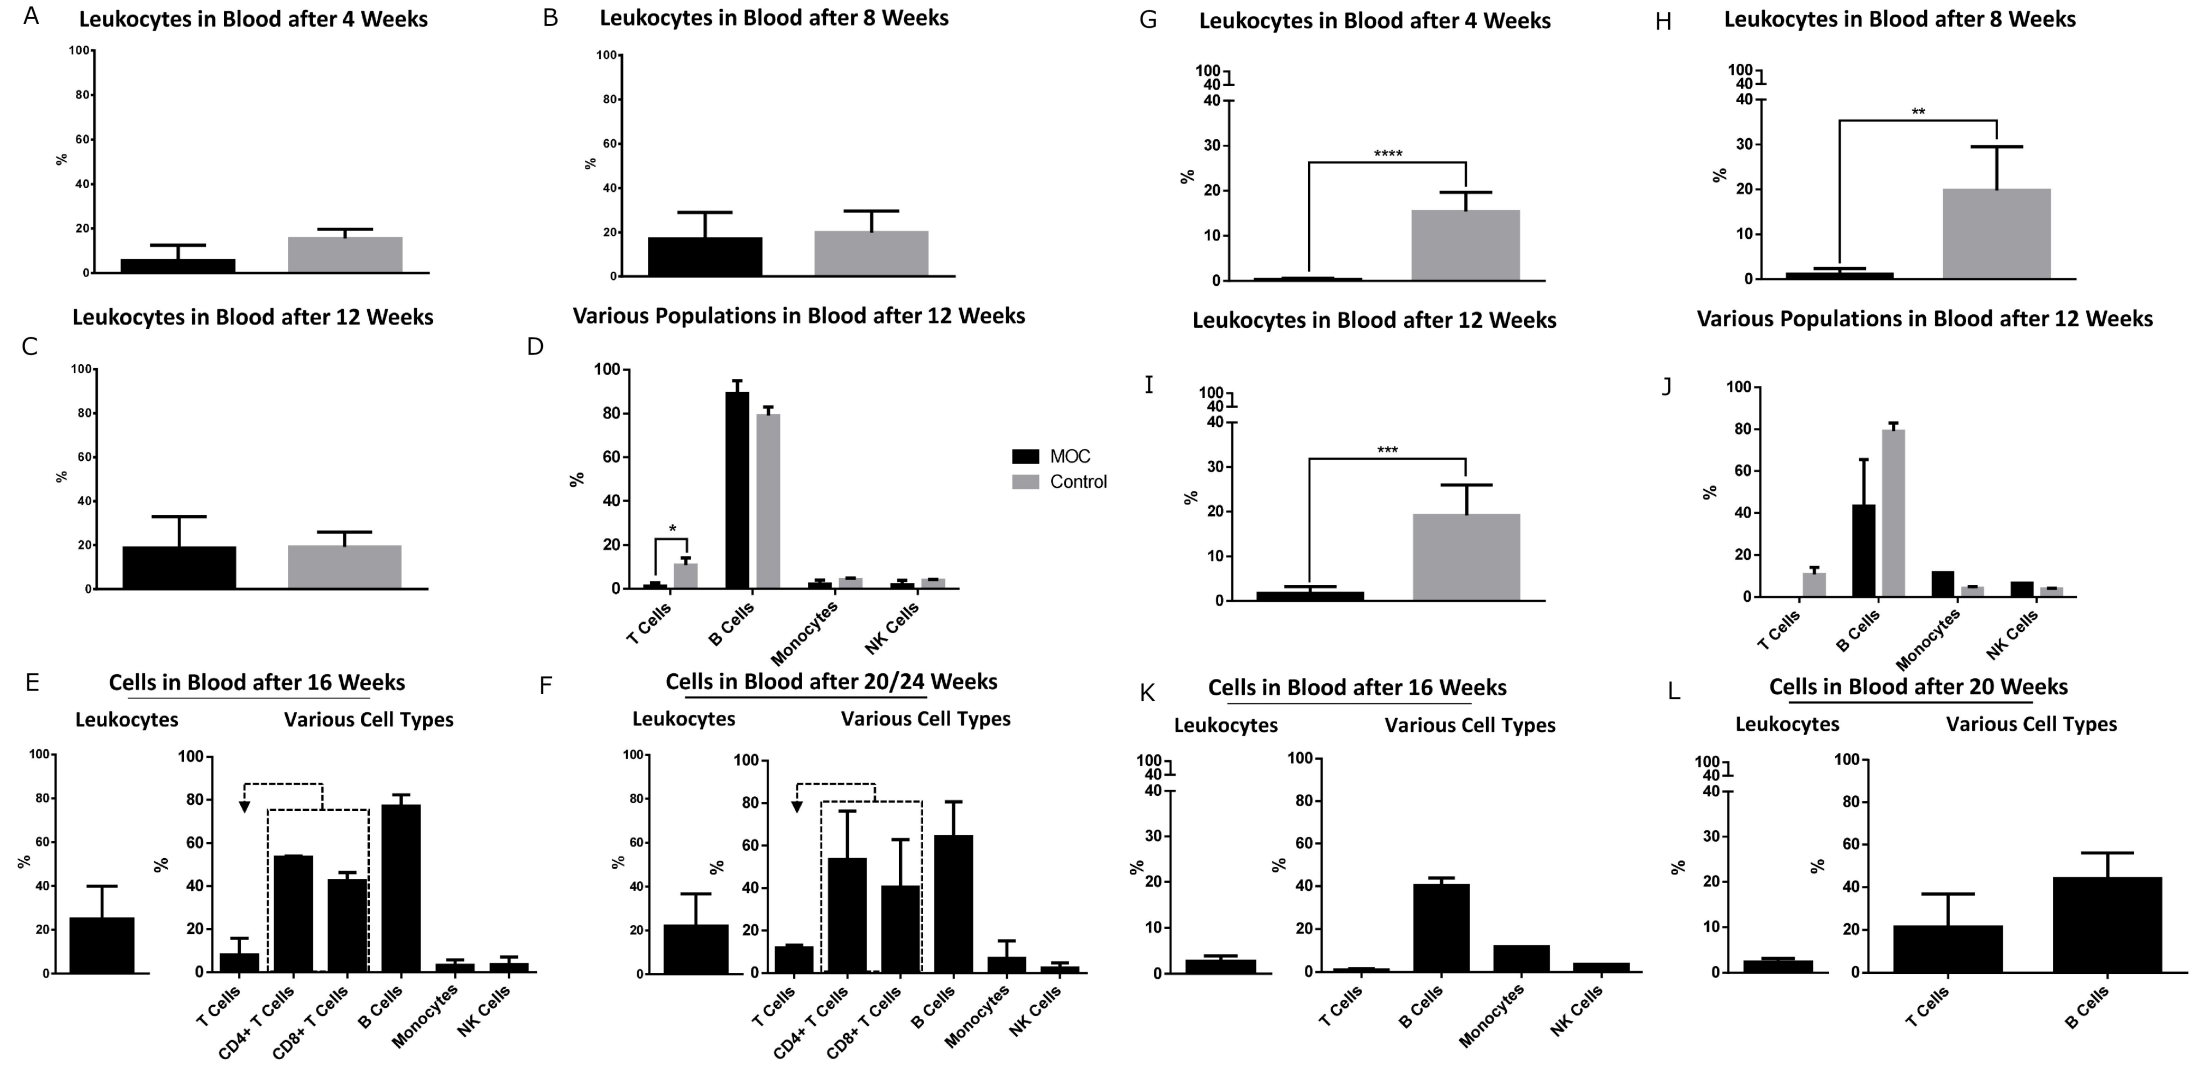 A
Leukocytes in Blood after 4 Weeks
100
80
60
40
20
0
%
B
Leukocytes in Blood after 8 Weeks
100
80
60
40
20
0
%
G
Leukocytes in Blood after 4 Weeks
100
40
40
30
20
10
0
%
****
H
Leukocytes in Blood after 8 Weeks
100
40
40
30
20
10
0
%
**
C
Leukocytes in Blood after 12 Weeks
100
80
60
40
20
0
%
D
Various Populations in Blood after 12 Weeks
100
80
60
40
20
0
%
*
T Cells
B Cells
Monocytes
NK Cells
MOC
Control
I
Leukocytes in Blood after 12 Weeks
100
40
40
30
20
10
0
%
***
J
Various Populations in Blood after 12 Weeks
100
80
60
40
20
0
%
T Cells
B Cells
Monocytes
NK Cells
E
Cells in Blood after 16 Weeks
Leukocytes
100
80
60
40
20
0
%
Various Cell Types
100
80
60
40
20
0
%
T Cells
CD4+ T Cells
CD8+ T Cells
B Cells
Monocytes
NK Cells
F
Cells in Blood after 20/24 Weeks
Leukocytes
100
80
60
40
20
0
%
Various Cell Types
100
80
60
40
20
0
%
T Cells
CD4+ T Cells
CD8+ T Cells
B Cells
Monocytes
NK Cells
K
Cells in Blood after 16 Weeks
Leukocytes
100
40
40
30
20
10
0
%
Various Cell Types
100
80
60
40
20
0
%
T Cells
B Cells
Monocytes
NK Cells
L
Cells in Blood after 20 Weeks
Leukocytes
100
40
40
30
20
10
0
%
Various Cell Types
100
80
60
40
20
0
%
T Cells
B Cells